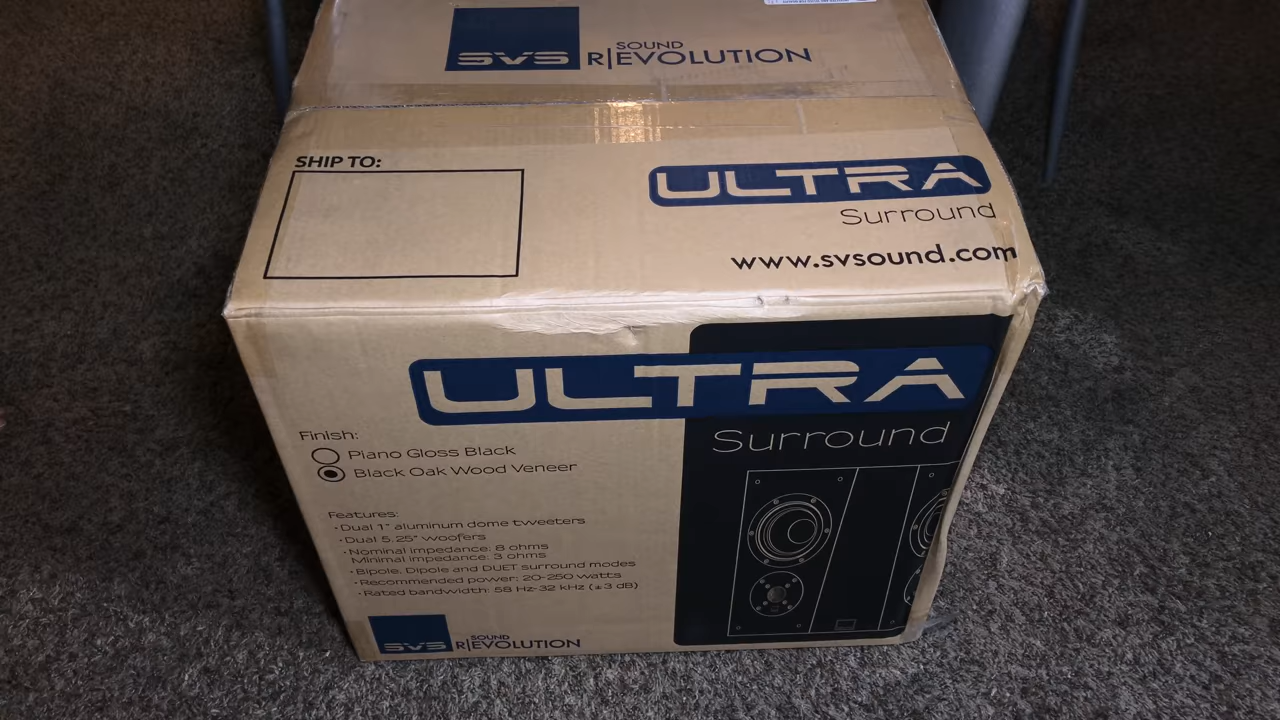 SVS SOUND
R|EVOLUTION
SHIP TO:
ULTRA
Surround
www.svsound.com
ULTRA
Surround
Finish:
Piano Gloss Black
Black Oak Wood Veneer
Features:
• Dual 1" aluminum dome tweeters
• Dual 5.25" woofers
• Nominal impedance: 8 ohms
Minimal impedance: 3 ohms
• Bipole, Dipole and DUET surround modes
• Recommended power: 20-250 watts
• Rated bandwidth: 58 Hz-32 kHz (±3 dB)
SVS SOUND
R|EVOLUTION